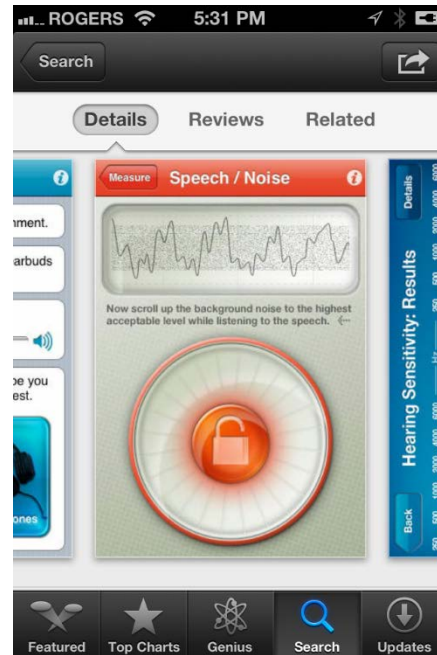 ROGERS 5:31 PM
Search
Details Reviews Related
nment.
arbuds
pe you
est.
ones
Measure Speech / Noise
Now scroll up the background noise to the highest
acceptable level while listening to the speech.
Details
Hearing Sensitivity: Results
Back
Featured Top Charts Genius Search Updates